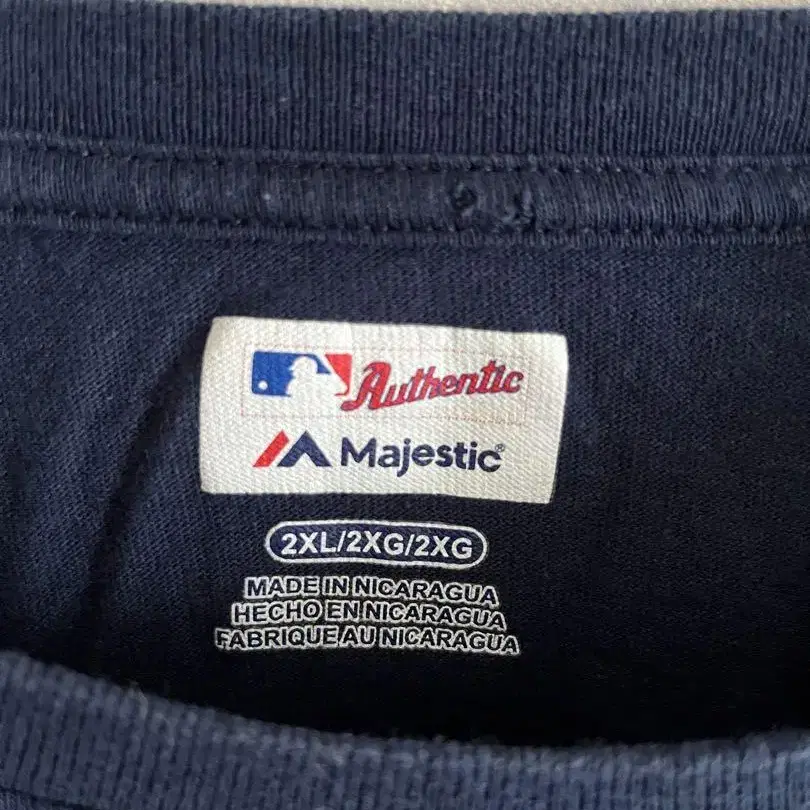 Authentic
Majestic®
2XL/2XG/2XG
MADE IN NICARAGUA
HECHO EN NICARAGUA
FABRIQUE AU NICARAGUA